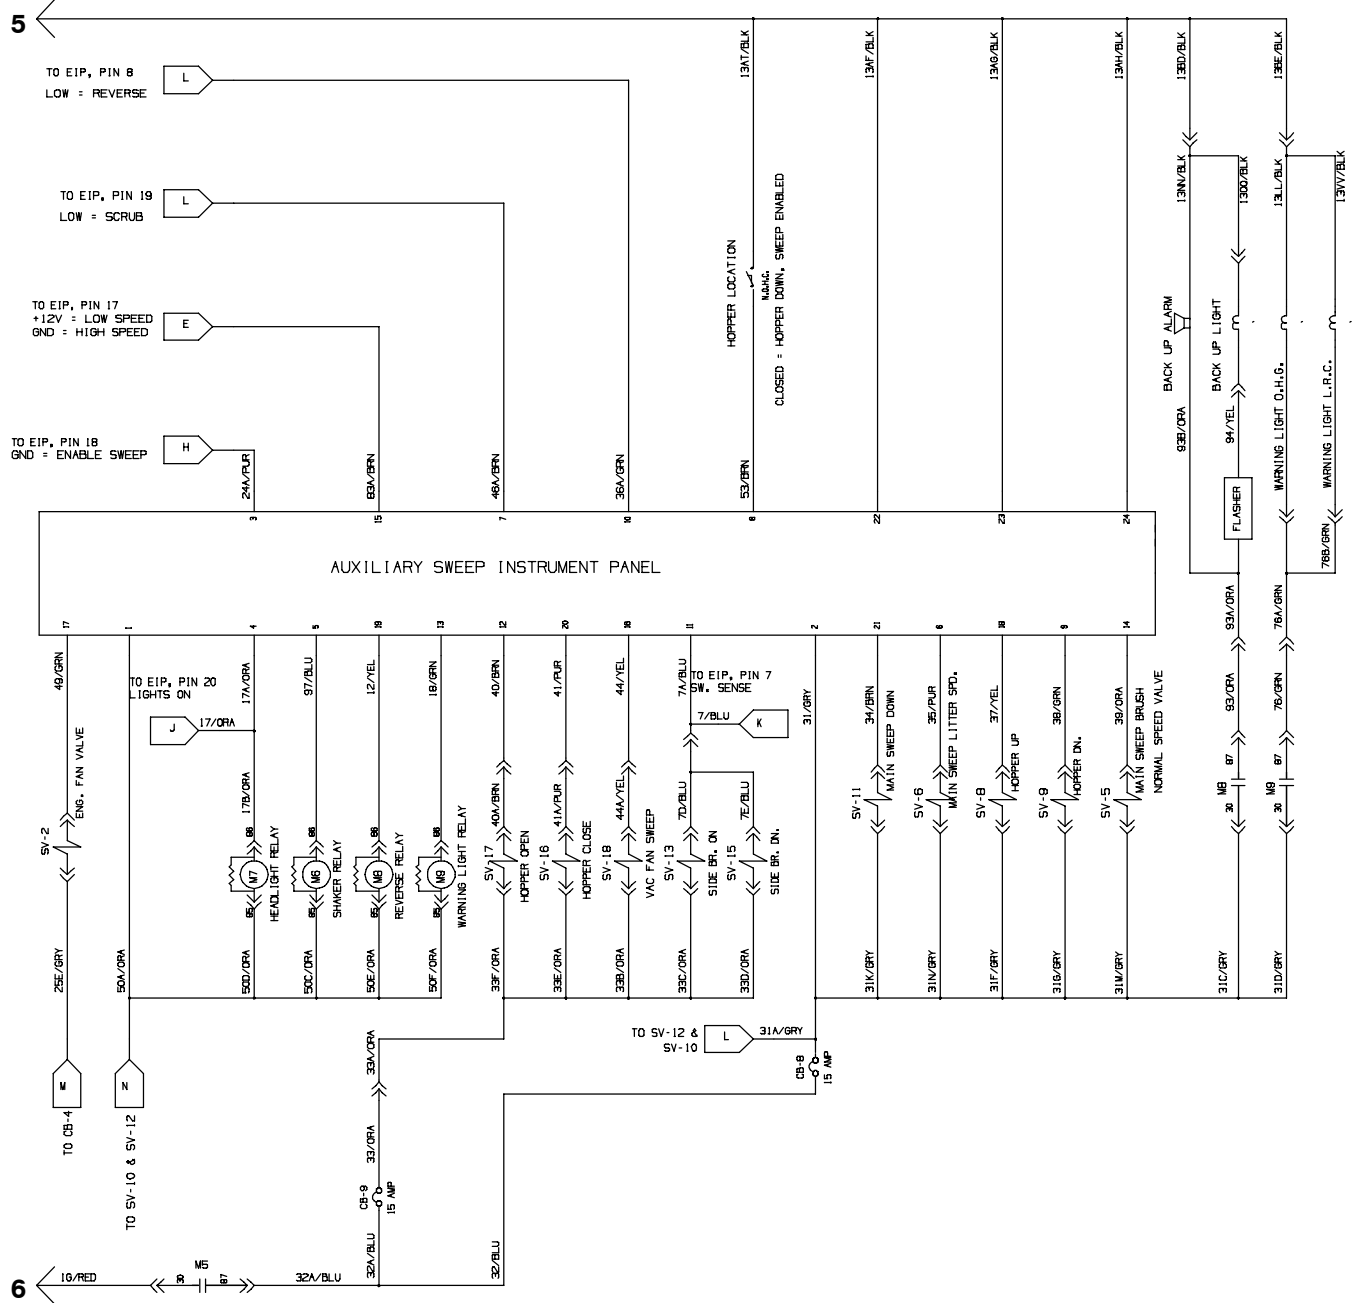 5
TO EIP, PIN 8
LOW = REVERSE
L
TO EIP, PIN 19
LOW = SCRUB
L
TO EIP, PIN 17
+12V = LOW SPEED
GND = HIGH SPEED
E
TO EIP, PIN 18
GND = ENABLE SWEEP
H
24A/PUR
83A/BRN
46A/BRN
36A/GRN
53/BRN
13AT/BLK
13AF/BLK
13AG/BLK
13AH/BLK
13BD/BLK
13BE/BLK
13NN/BLK
13OO/BLK
13LL/BLK
13VV/BLK
HOPPER LOCATION
N.O.H.C.
CLOSED = HOPPER DOWN, SWEEP ENABLED
BACK UP ALARM
BACK UP LIGHT
WARNING LIGHT O.H.G.
WARNING LIGHT L.R.C.
93B/ORA
94/YEL
FLASHER
76B/GRN
3
15
7
10
8
22
23
24
AUXILIARY SWEEP INSTRUMENT PANEL
17
1
4
5
19
13
12
20
16
11
2
21
6
18
9
14
93A/ORA
76A/GRN
49/GRN
TO EIP, PIN 20
LIGHTS ON
J
17/ORA
17A/ORA
97/BLU
12/YEL
18/GRN
40/BRN
41/PUR
44/YEL
7A/BLU
TO EIP, PIN 7
SW. SENSE
7/BLU
K
31/GRY
34/BRN
35/PUR
37/YEL
38/GRN
39/ORA
93/ORA
76/GRN
SV-2
ENG. FAN VALVE
17B/ORA
86
86
86
86
M7
M6
M8
M9
85
85
85
85
HEADLIGHT RELAY
SHAKER RELAY
REVERSE RELAY
WARNING LIGHT RELAY
40A/BRN
41A/PUR
44A/YEL
7D/BLU
7E/BLU
SV-17
HOPPER OPEN
SV-16
HOPPER CLOSE
SV-18
VAC FAN SWEEP
SV-13
SIDE BR. ON
SV-15
SIDE BR. DN.
SV-11
MAIN SWEEP DOWN
SV-6
MAIN SWEEP LITTER SPD.
SV-8
HOPPER UP
SV-9
HOPPER DN.
SV-5
MAIN SWEEP BRUSH
NORMAL SPEED VALVE
87
M8
30
87
M9
30
25E/GRY
50A/ORA
50D/ORA
50C/ORA
50E/ORA
50F/ORA
33F/ORA
33E/ORA
33B/ORA
33C/ORA
33D/ORA
31K/GRY
31N/GRY
31F/GRY
31G/GRY
31M/GRY
31C/GRY
31D/GRY
TO SV-12 &
SV-10
L
31A/GRY
CB-8
15 AMP
33A/ORA
M
TO CB-4
N
TO SV-10 & SV-12
33/ORA
CB-9
15 AMP
32A/BLU
32/BLU
6
1G/RED
30
M5
87
32A/BLU